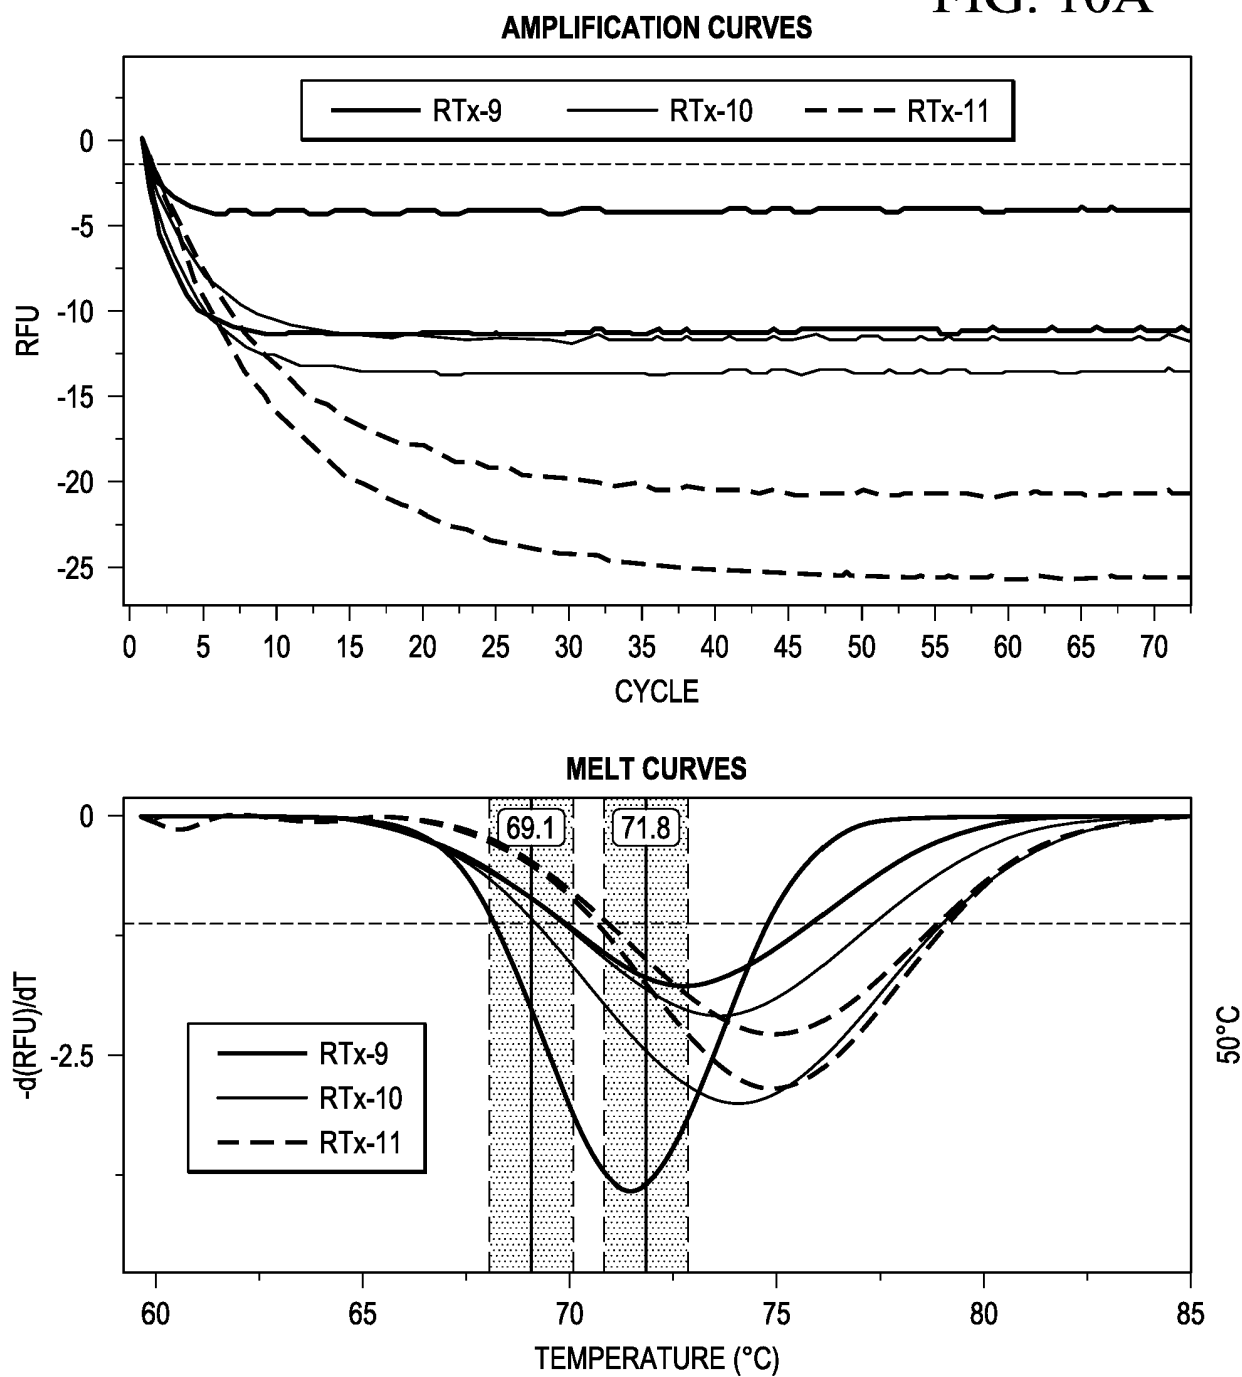 FIG. 10A
AMPLIFICATION CURVES
RTx-9 RTx-10 RTx-11
0
-5
-10
-15
-20
-25
RFU
0 5 10 15 20 25 30 35 40 45 50 55 60 65 70
CYCLE
MELT CURVES
0
-2.5
-d(RFU)/dT
69.1 71.8
RTx-9
RTx-10
RTx-11
50°C
60 65 70 75 80 85
TEMPERATURE (°C)